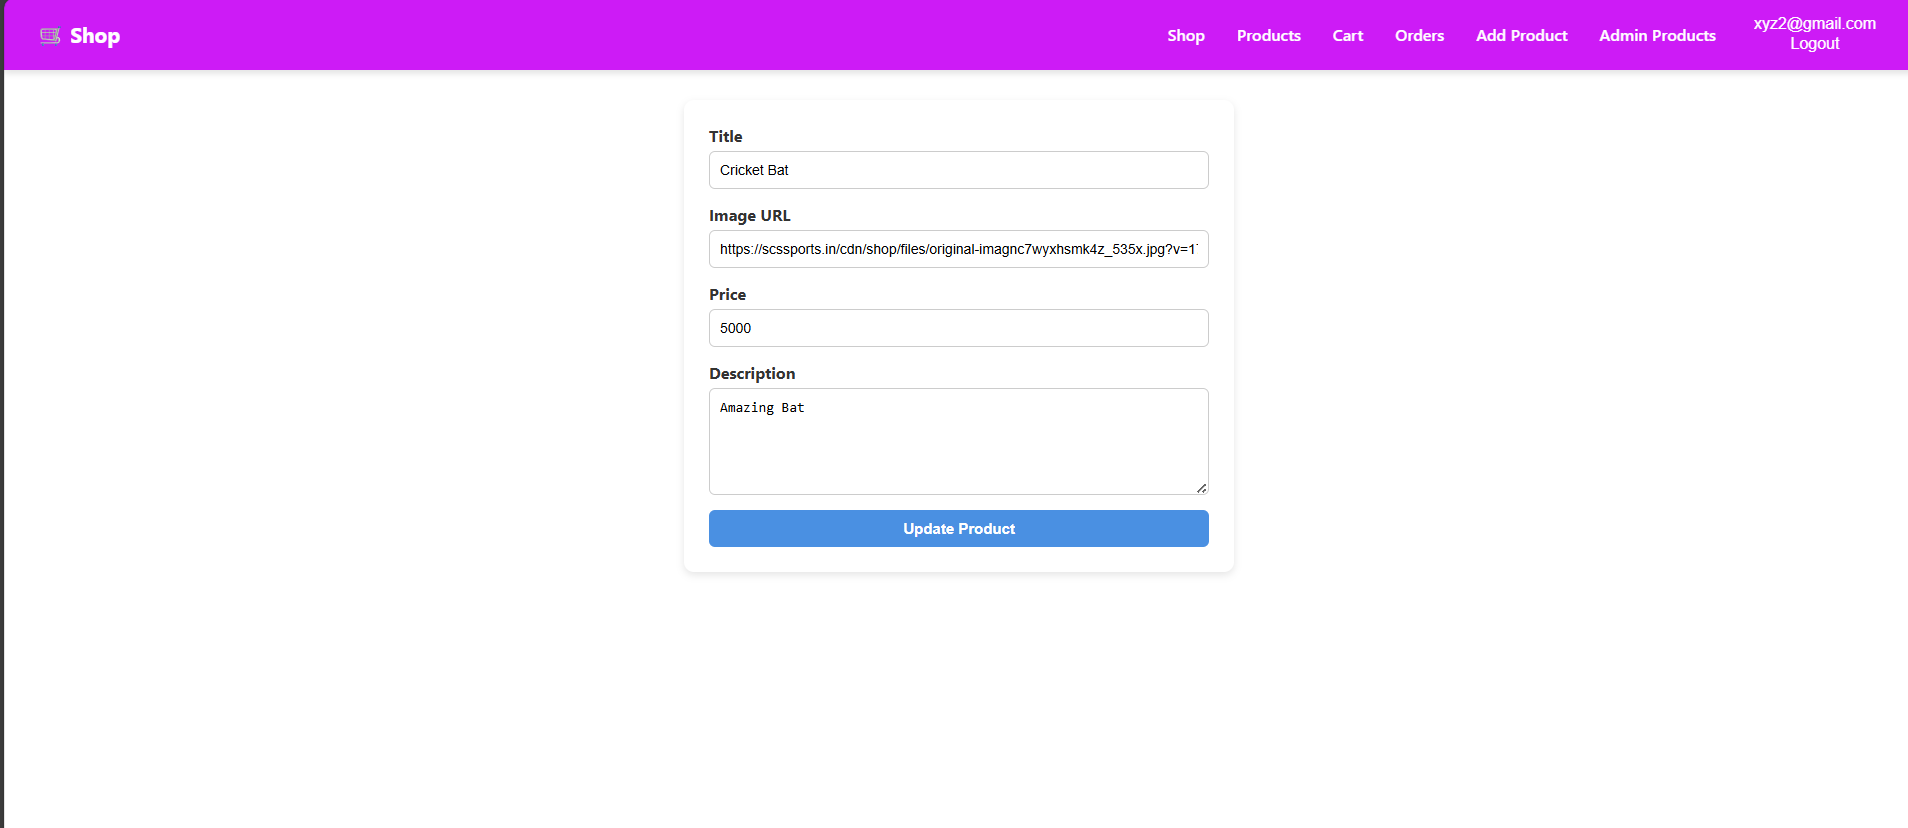 Shop
Shop Products Cart Orders Add Product Admin Products
xyz2@gmail.com
Logout
Title
Cricket Bat
Image URL
https://scssports.in/cdn/shop/files/original-imagnc7wyxhsmk4z_535x.jpg?v=1
Price
5000
Description
Amazing Bat
Update Product